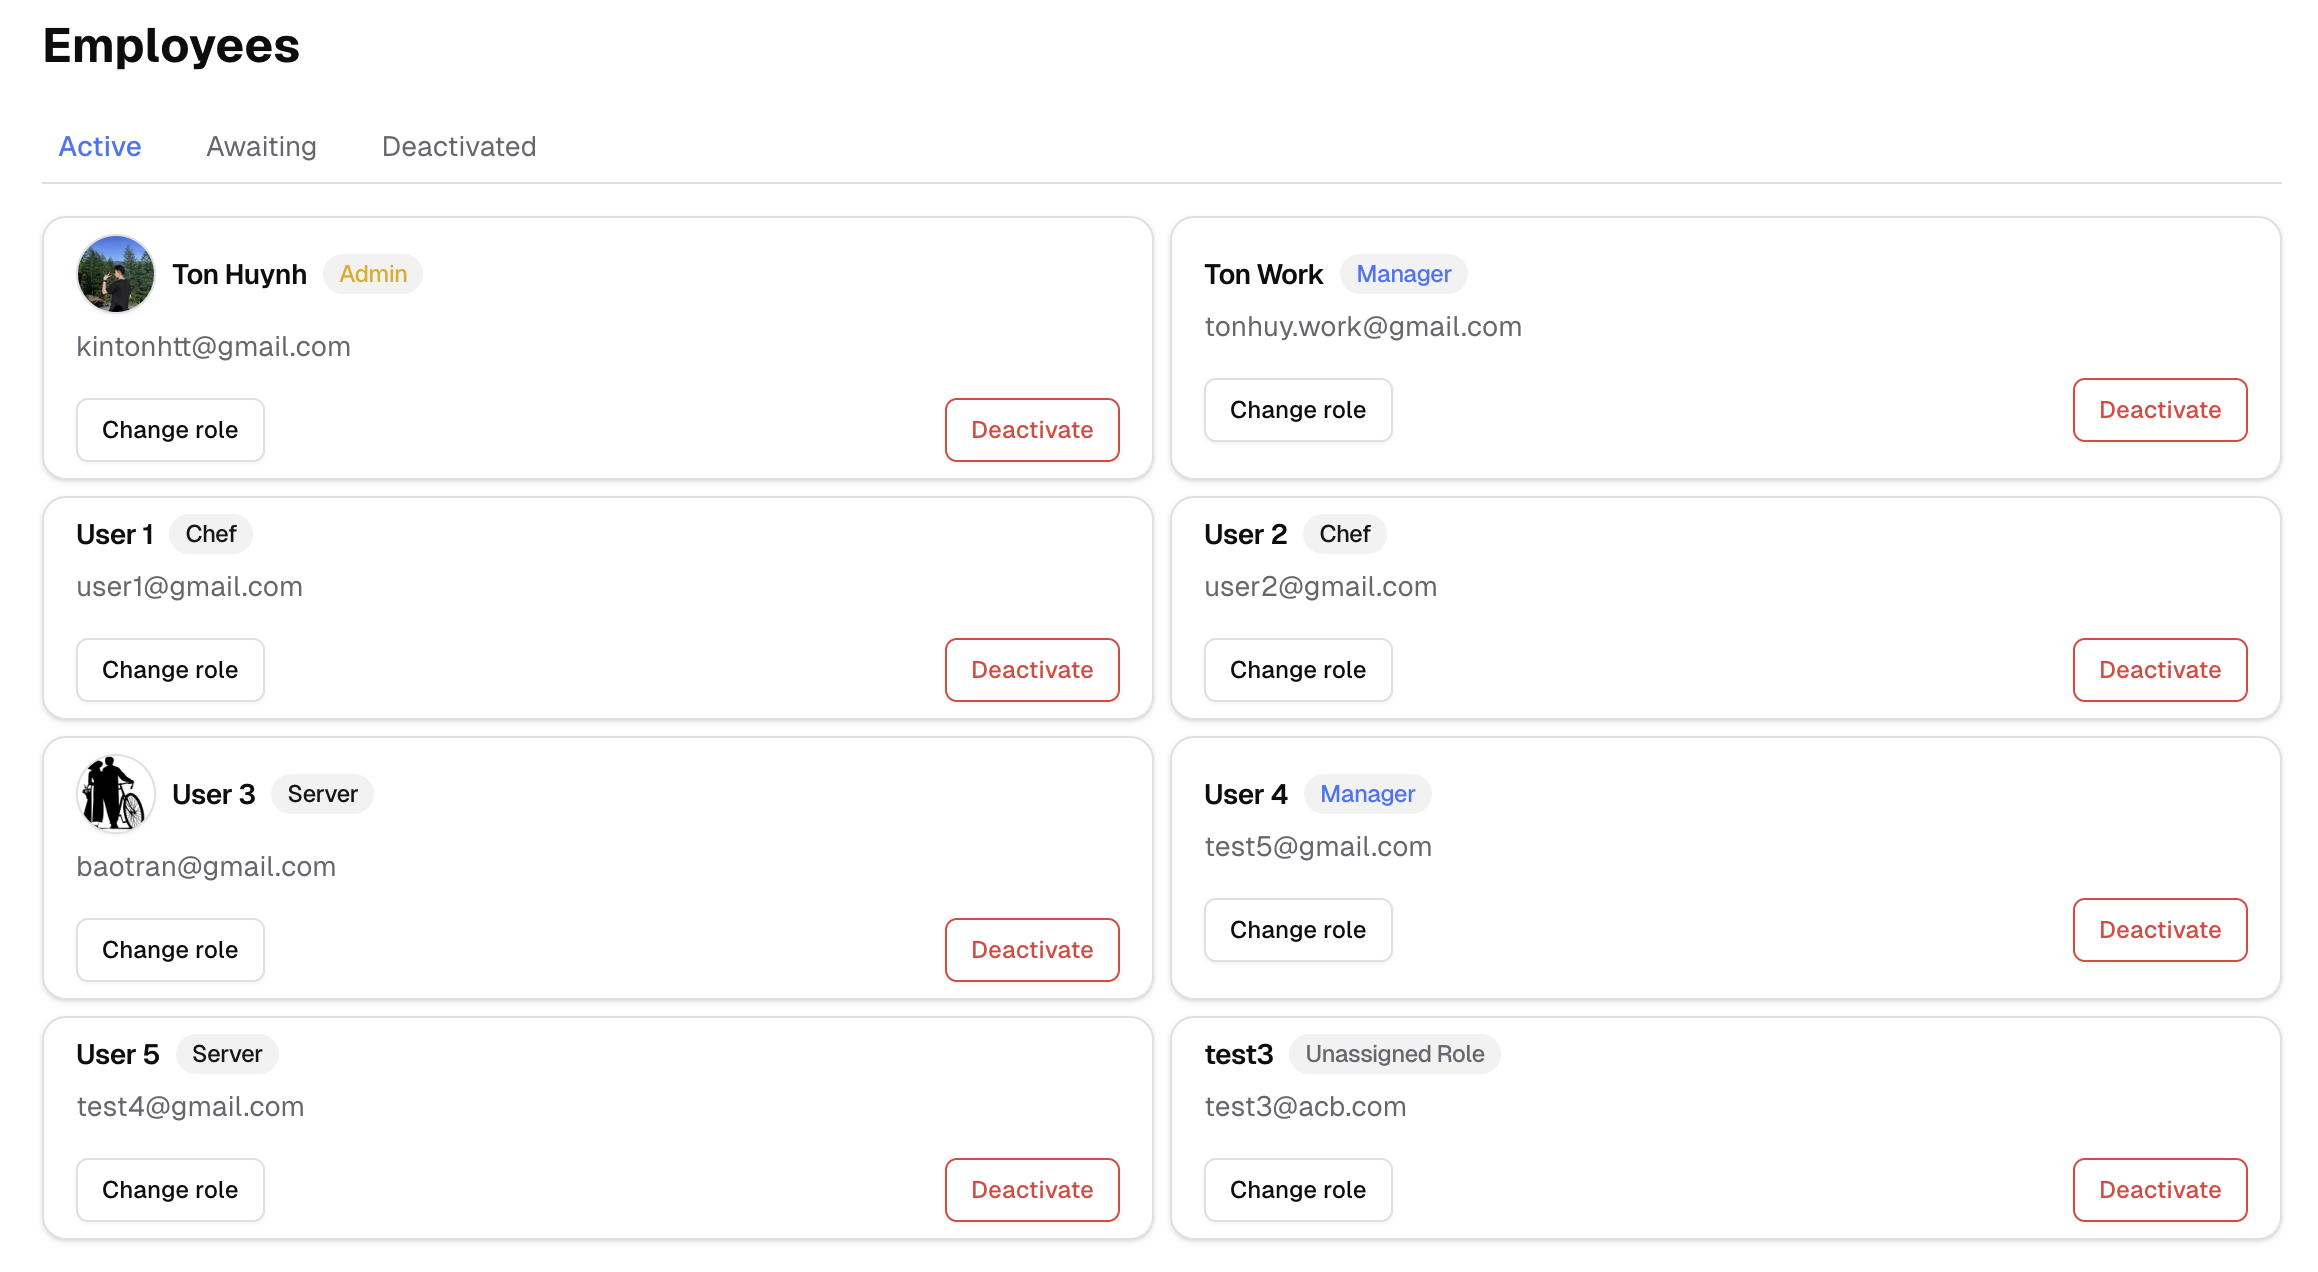 Employees
Active Awaiting Deactivated
Ton Huynh Admin
kintonhtt@gmail.com
Change role Deactivate
Ton Work Manager
tonhuy.work@gmail.com
Change role Deactivate
User 1 Chef
user1@gmail.com
Change role Deactivate
User 2 Chef
user2@gmail.com
Change role Deactivate
User 3 Server
baotran@gmail.com
Change role Deactivate
User 4 Manager
test5@gmail.com
Change role Deactivate
User 5 Server
test4@gmail.com
Change role Deactivate
test3 Unassigned Role
test3@acb.com
Change role Deactivate